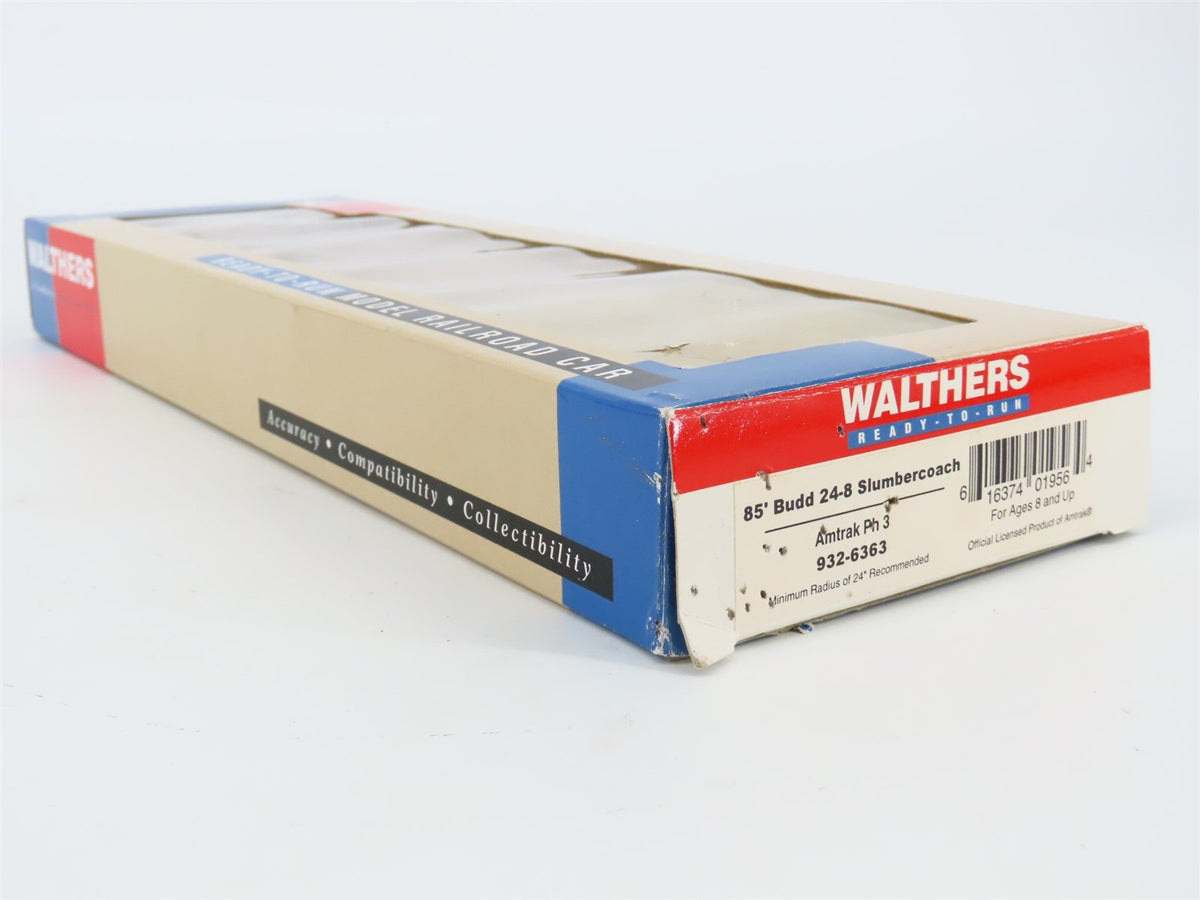 WALTHERS
READY-TO-RUN MODEL RAILROAD CAR
Accuracy • Compatibility • Collectibility
WALTHERS
READY-TO-RUN
85' Budd 24-8 Slumbercoach
Amtrak Ph 3
932-6363
Minimum Radius of 24" Recommended
6 16374 01956 4
For Ages 8 and Up
Official Licensed Product of Amtrak®